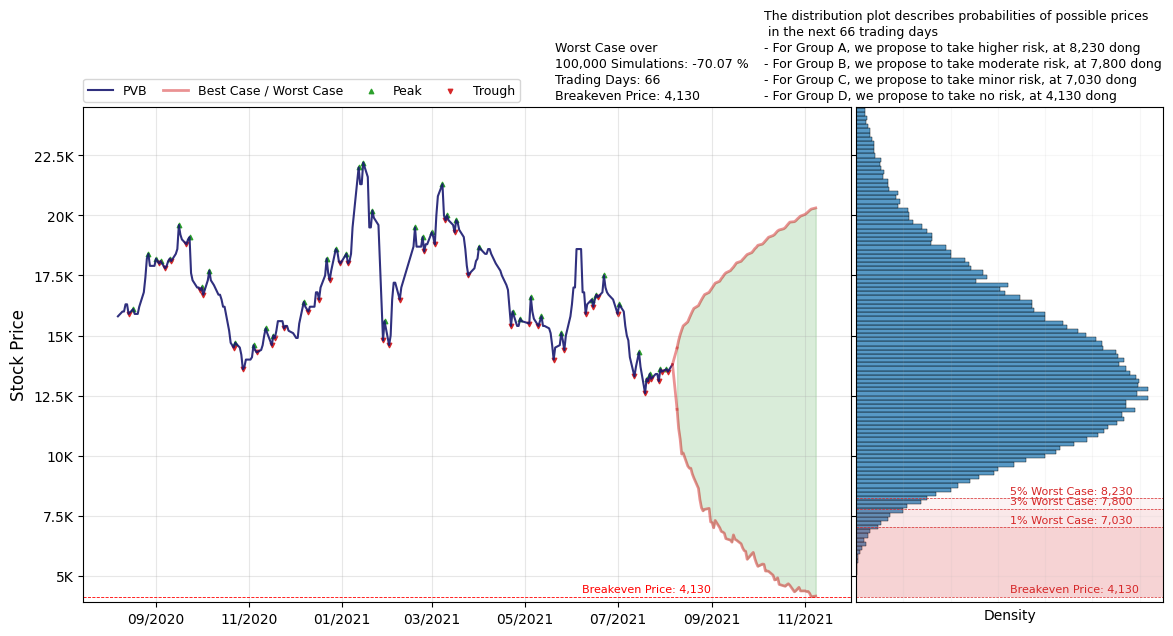 The distribution plot describes probabilities of possible prices
in the next 66 trading days
- For Group A, we propose to take higher risk, at 8,230 dong
- For Group B, we propose to take moderate risk, at 7,800 dong
- For Group C, we propose to take minor risk, at 7,030 dong
- For Group D, we propose to take no risk, at 4,130 dong
Worst Case over
100,000 Simulations: -70.07 %
Trading Days: 66
Breakeven Price: 4,130
PVB
Best Case / Worst Case
Peak
Trough
Stock Price
22.5K
20K
17.5K
15K
12.5K
10K
7.5K
5K
09/2020
11/2020
01/2021
03/2021
05/2021
07/2021
09/2021
11/2021
Breakeven Price: 4,130
5% Worst Case: 8,230
3% Worst Case: 7,800
1% Worst Case: 7,030
Breakeven Price: 4,130
Density